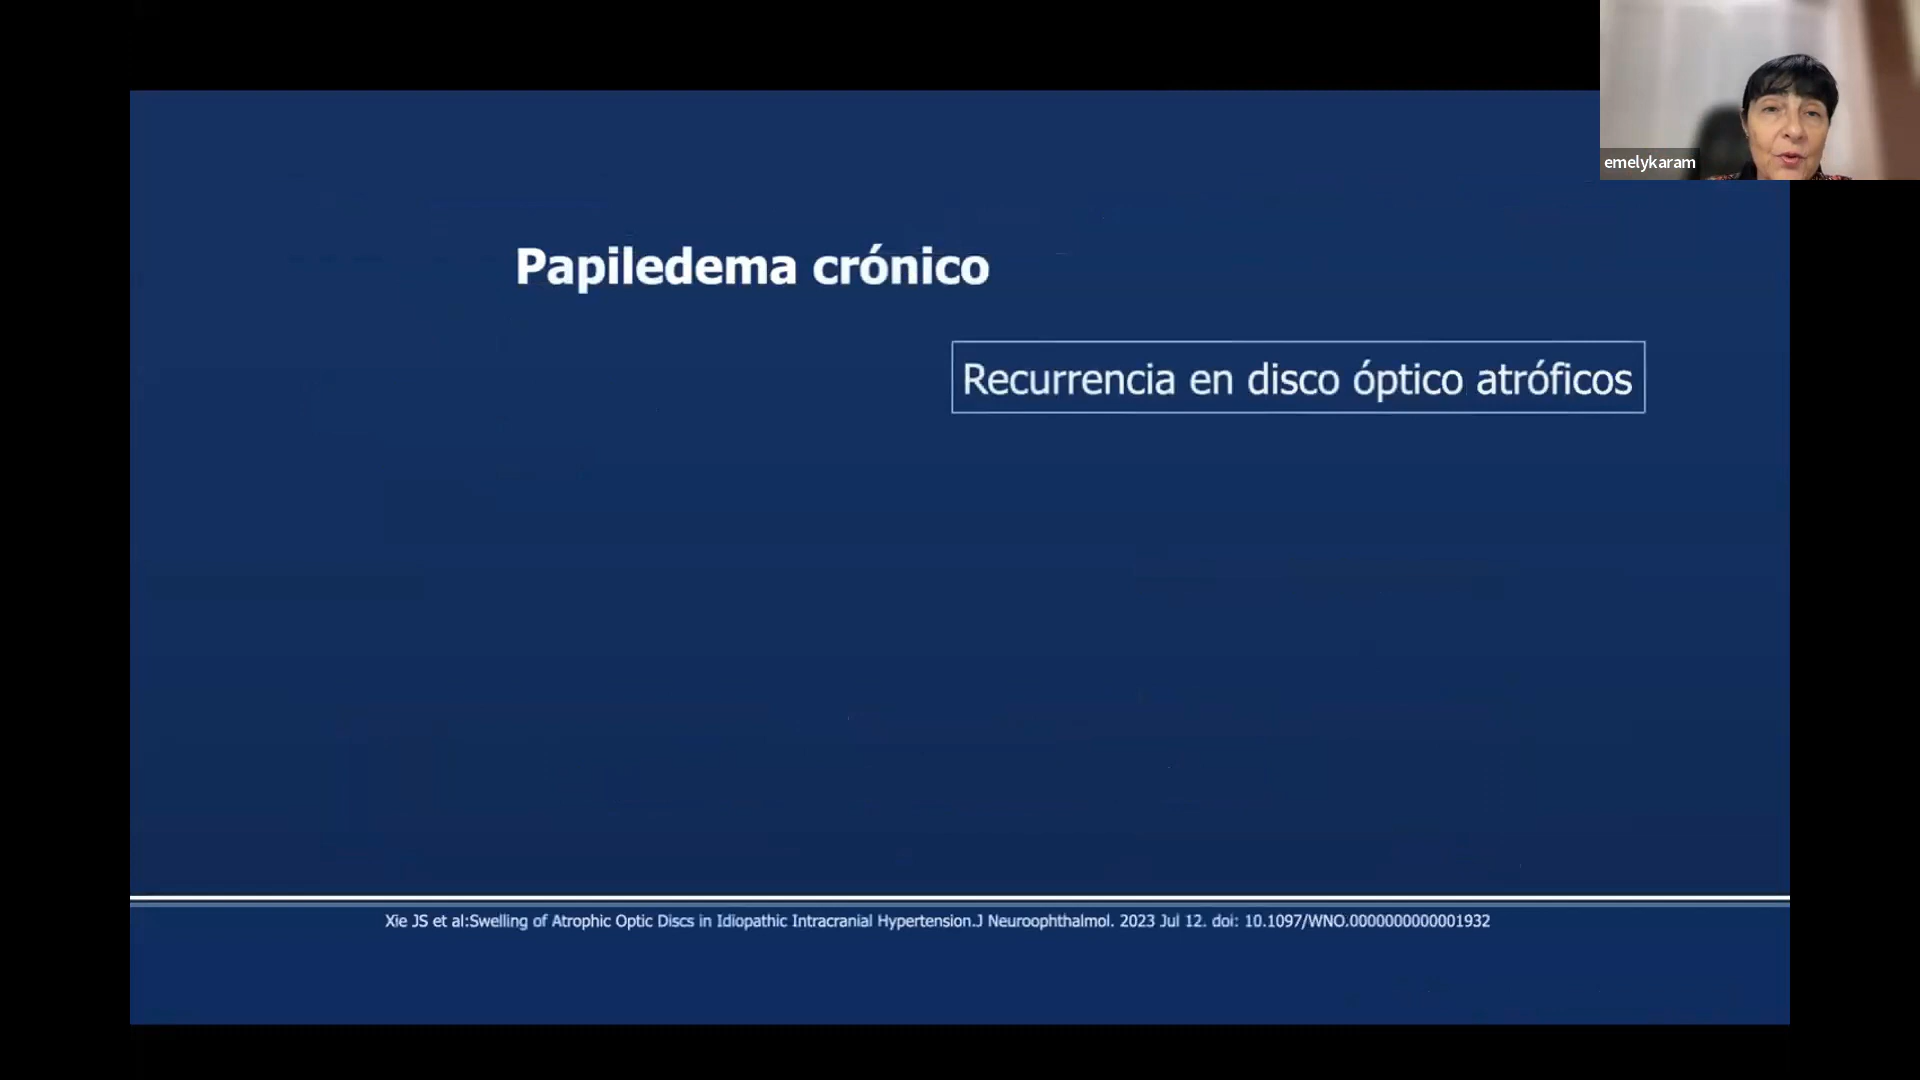 emelykaram
Papiledema crónico
Recurrencia en disco óptico atróficos
Xie JS et al:Swelling of Atrophic Optic Discs in Idiopathic Intracranial Hypertension.J Neuroophthalmol. 2023 Jul 12. doi: 10.1097/WNO.0000000000001932